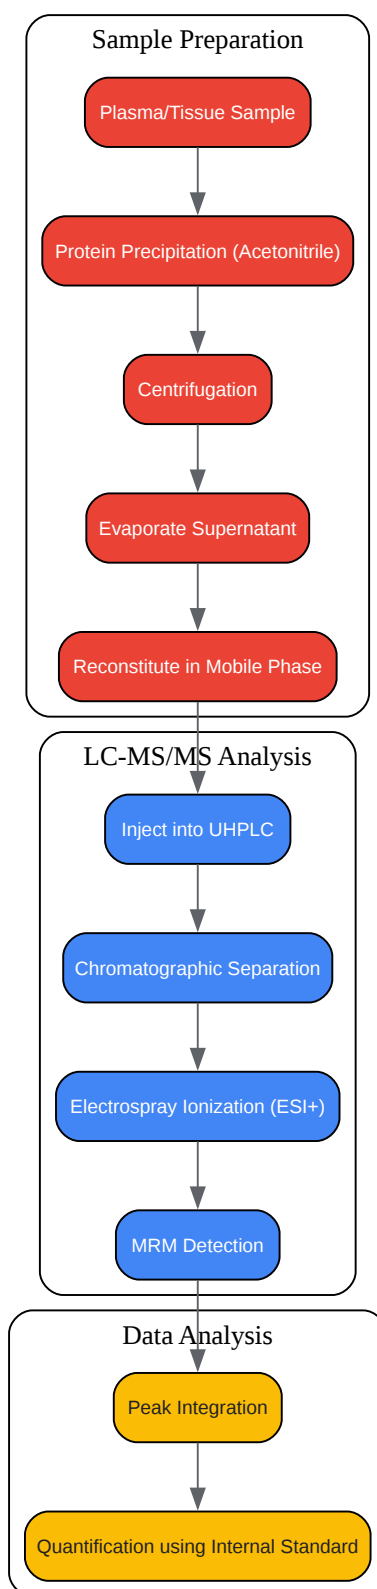 Sample Preparation
Plasma/Tissue Sample
Protein Precipitation (Acetonitrile)
Centrifugation
Evaporate Supernatant
Reconstitute in Mobile Phase
LC-MS/MS Analysis
Inject into UHPLC
Chromatographic Separation
Electrospray Ionization (ESI+)
MRM Detection
Data Analysis
Peak Integration
Quantification using Internal Standard